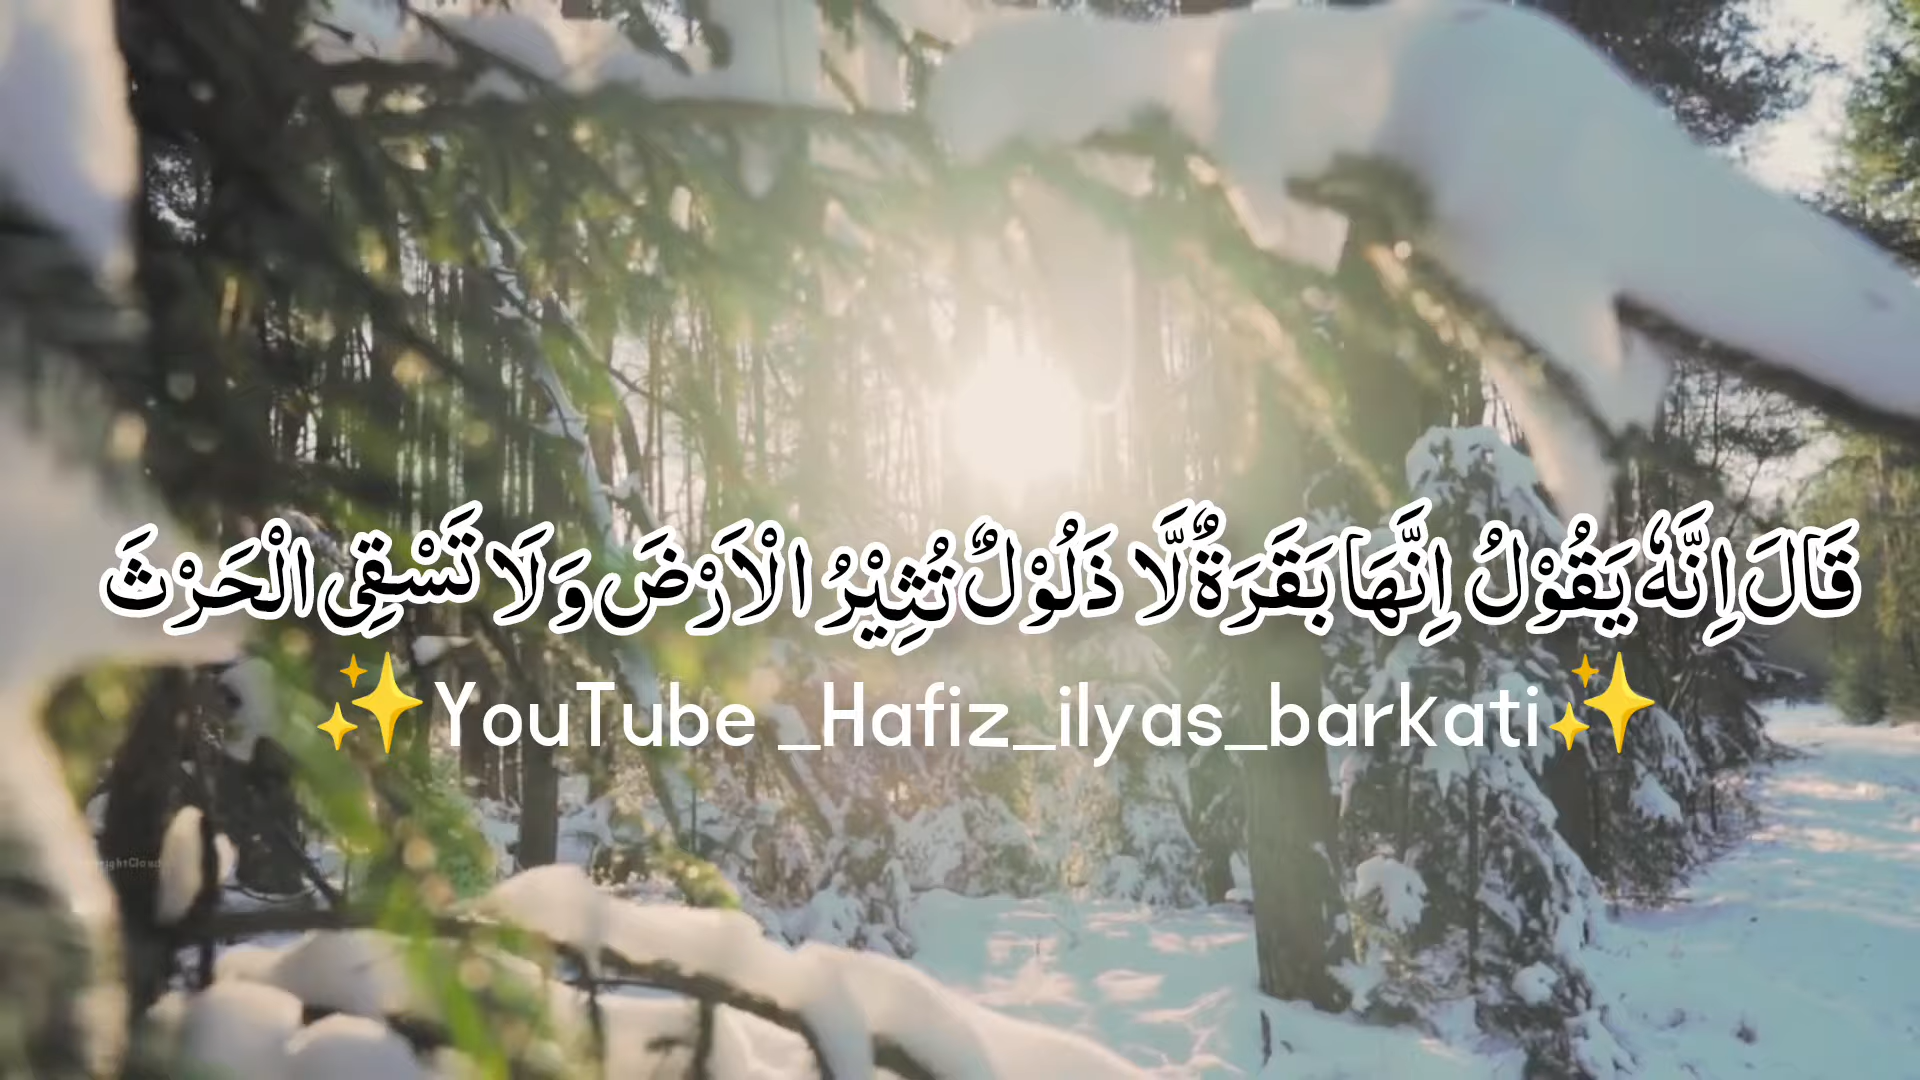 قَالَ اِنَّهٗ يَقُوْلُ اِنَّهَا بَقَرَةٌ لَّا ذَلُوْلٌ تُثِيْرُ الْاَرْضَ وَلَا تَسْقِى الْحَرْثَ
✨YouTube _Hafiz_ilyas_barkati✨